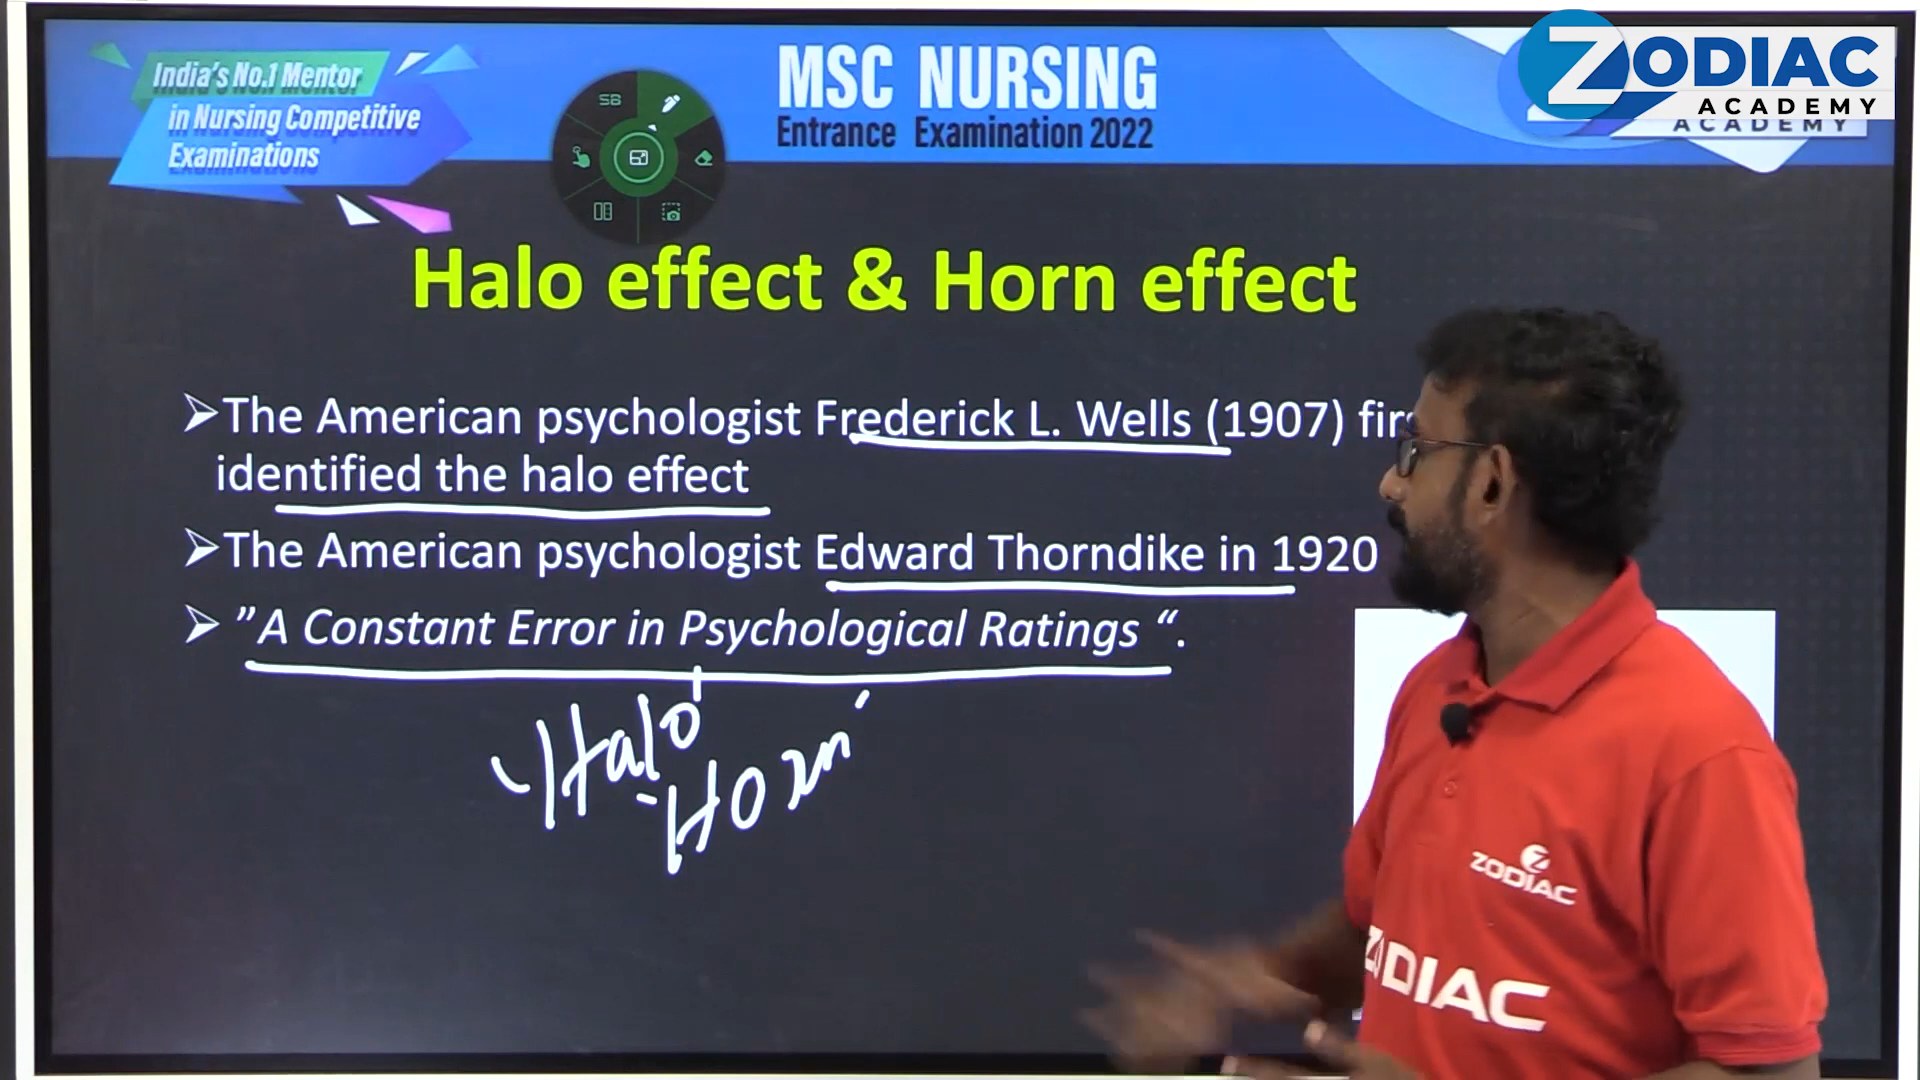 India's No.1 Mentor
in Nursing Competitive
Examinations
SB
MSC NURSING
Entrance Examination 2022
ZODIAC
ACADEMY
ACADEMY
Halo effect & Horn effect
➢The American psychologist Frederick L. Wells (1907)
identified the halo effect
➢The American psychologist Edward Thorndike in 1920
➢ ”A Constant Error in Psychological Ratings “.
Halo
Horn
ZODIAC
ZODIAC